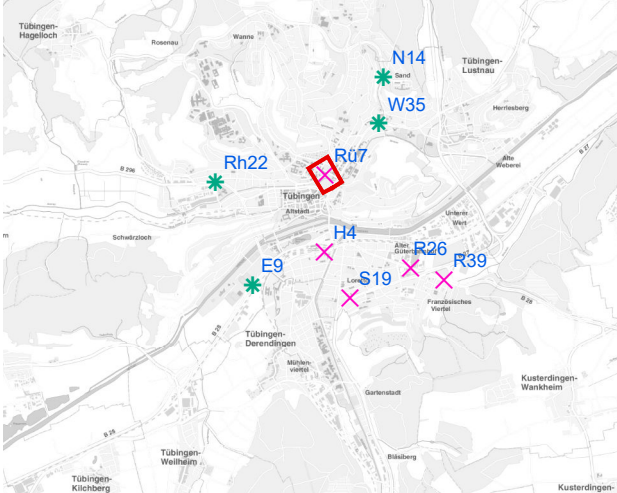 Tübingen-
Hagelloch
Rosenau
Wanne
N14
Sand
Tübingen-
Lustnau
W35
Herrlesberg
Rü7
Alte
Weberei
B 27
Rh22
B 296
Tübingen
Altstadt
Unterer
Wert
Schwärzloch
H4
Alter
R26
R39
E9
S19
Französisches
Viertel
B 28
B 28
Tübingen-
Derendingen
Mühlen-
viertel
Gartenstadt
Kusterdingen-
Wankheim
B 28
Tübingen-
Weilheim
Bläsiberg
Tübingen-
Kilchberg
Kusterdingen-